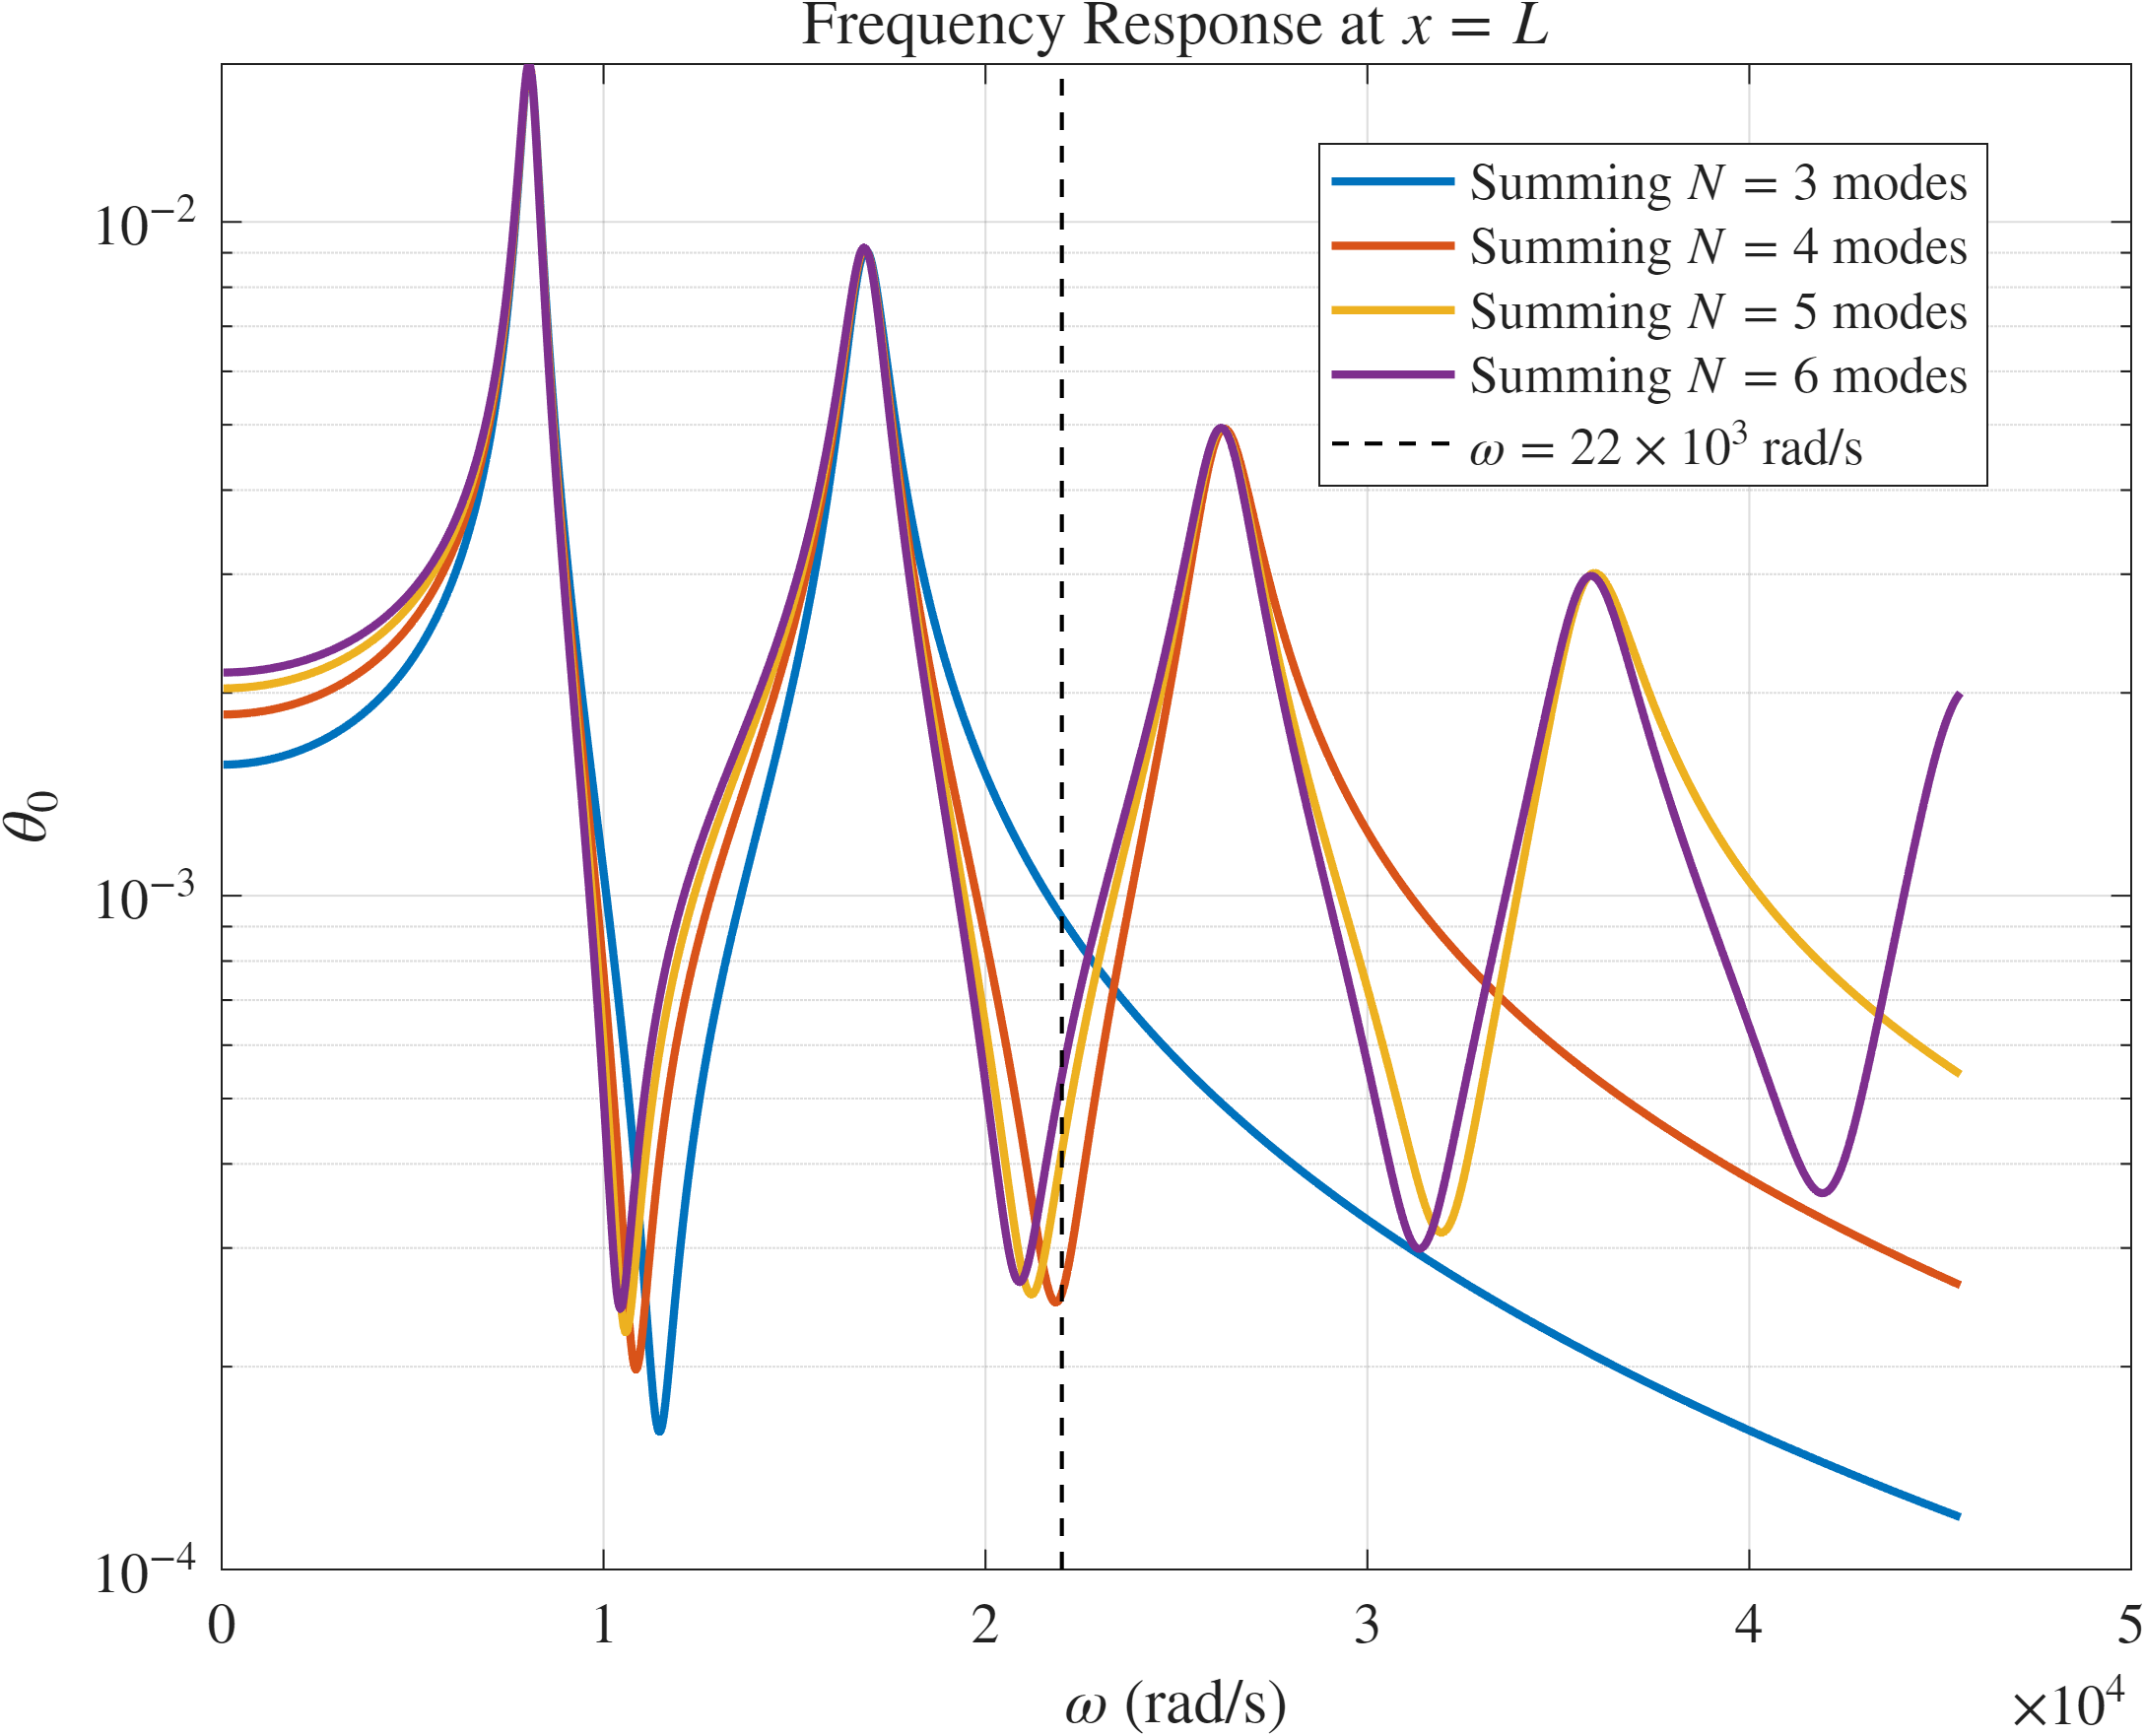 Frequency Response at x = L
θ₀
10⁻²
10⁻³
10⁻⁴
Summing N = 3 modes
Summing N = 4 modes
Summing N = 5 modes
Summing N = 6 modes
ω = 22 × 10³ rad/s
0 1 2 3 4 5
ω (rad/s)
×10⁴